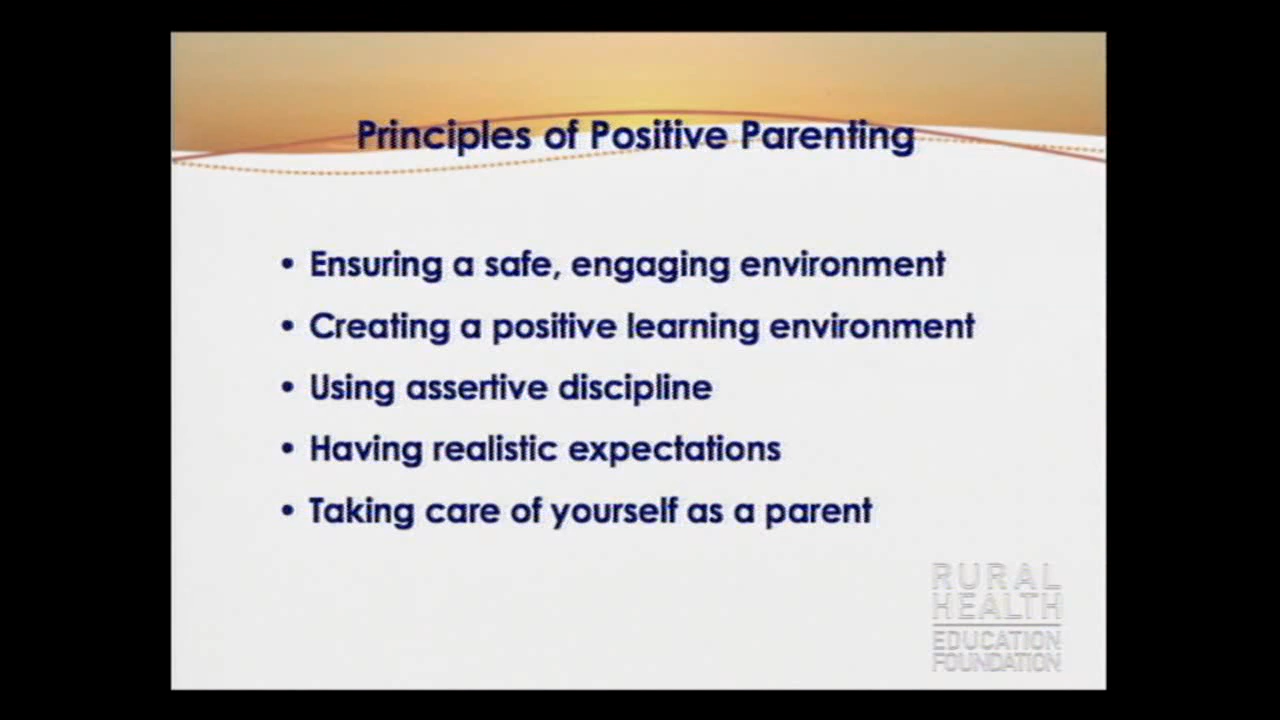 Principles of Positive Parenting
• Ensuring a safe, engaging environment
• Creating a positive learning environment
• Using assertive discipline
• Having realistic expectations
• Taking care of yourself as a parent
RURAL
HEALTH
EDUCATION
FOUNDATION